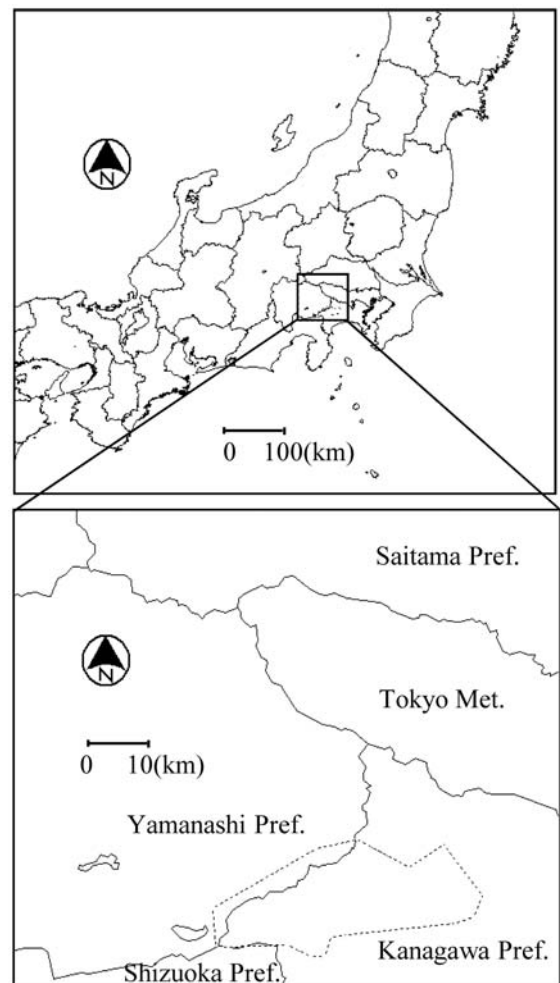 N
0 100(km)
Saitama Pref.
N
Tokyo Met.
0 10(km)
Yamanashi Pref.
Kanagawa Pref.
Shizuoka Pref.